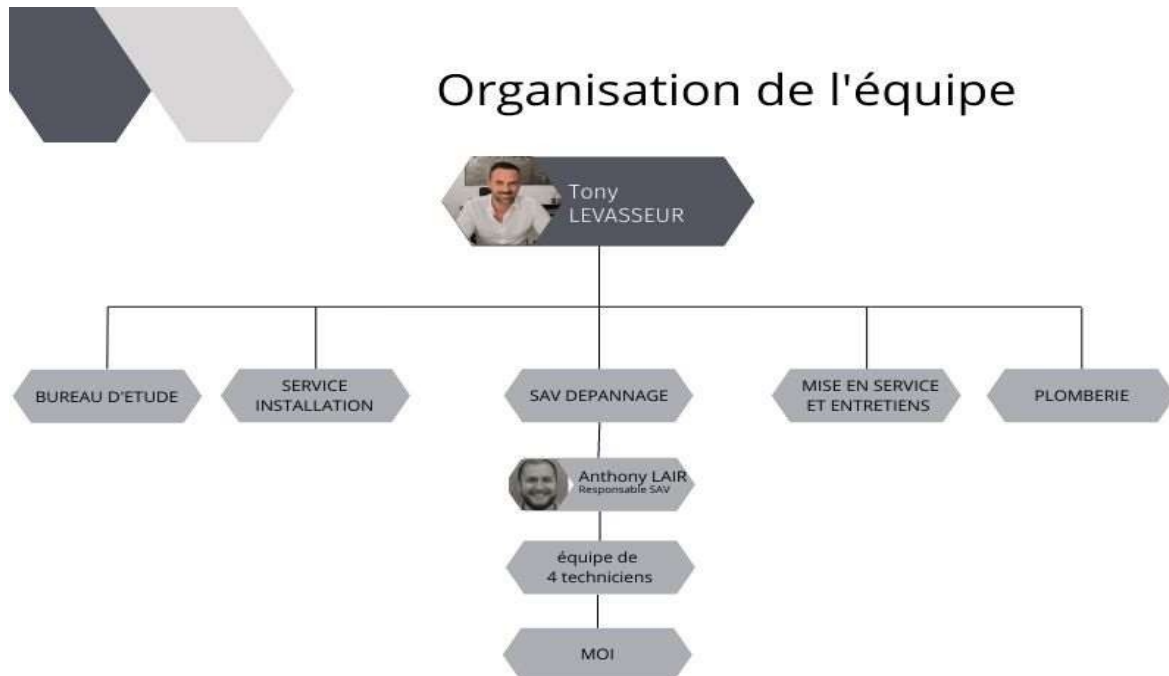 Organisation de l'équipe
Tony
LEVASSEUR
BUREAU D'ETUDE
SERVICE
INSTALLATION
SAV DEPANNAGE
MISE EN SERVICE
ET ENTRETIENS
PLOMBERIE
Anthony LAIR
Responsable SAV
équipe de
4 techniciens
MOI